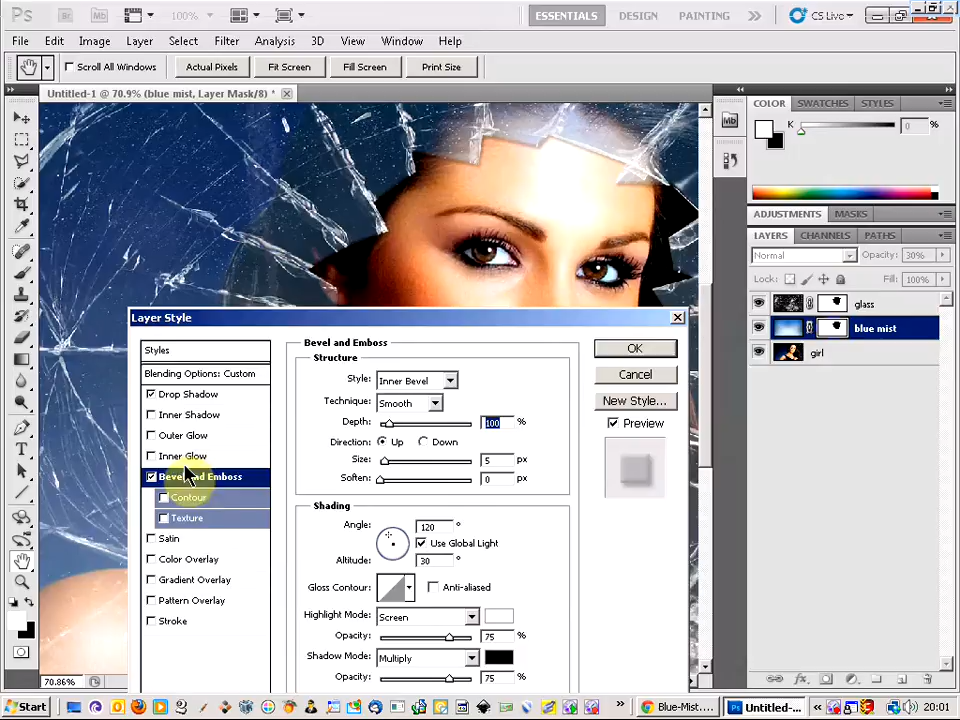 Ps Mb 100% ESSENTIALS DESIGN PAINTING CS Live
File Edit Image Layer Select Filter Analysis 3D View Window Help
Scroll All Windows Actual Pixels Fit Screen Fill Screen Print Size
Untitled-1 @ 70.9% (blue mist, Layer Mask/8) *
COLOR SWATCHES STYLES
Mb
K 0 %
ADJUSTMENTS MASKS
LAYERS CHANNELS PATHS
Normal Opacity: 30%
Lock: Fill: 100%
glass
blue mist
girl
Layer Style
Styles
Blending Options: Custom
Drop Shadow
Inner Shadow
Outer Glow
Inner Glow
Bevel and Emboss
Contour
Texture
Satin
Color Overlay
Gradient Overlay
Pattern Overlay
Stroke
Bevel and Emboss
Structure
Style: Inner Bevel
Technique: Smooth
Depth: 100 %
Direction: Up Down
Size: 5 px
Soften: 0 px
Shading
Angle: 120 °
Use Global Light
Altitude: 30 °
Gloss Contour: Anti-aliased
Highlight Mode: Screen
Opacity: 75 %
Shadow Mode: Multiply
Opacity: 75 %
OK
Cancel
New Style...
Preview
70.86%
Blue-Mist.... Untitled-... 20:01